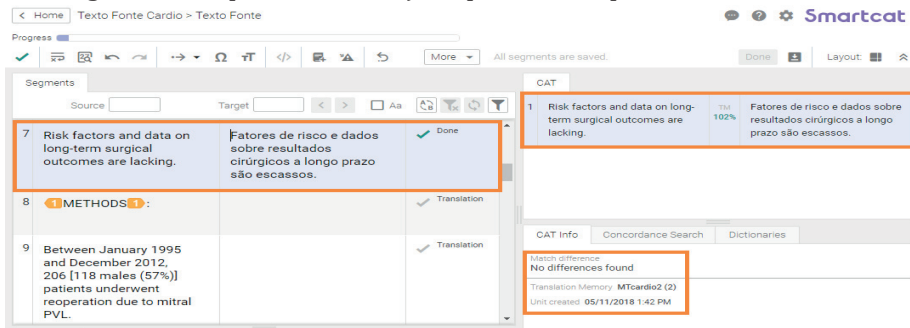 Home Texto Fonte Cardio > Texto Fonte
Smartcat
Progress
More All segments are saved. Done Layout:
Segments
Source Target Aa
7 Risk factors and data on
long-term surgical
outcomes are lacking.
Fatores de risco e dados
sobre resultados
cirúrgicos a longo prazo
são escassos.
Done
8 1 METHODS 1 :
Translation
9 Between January 1995
and December 2012,
206 [118 males (57%)]
patients underwent
reoperation due to mitral
PVL.
Translation
CAT
1 Risk factors and data on long-
term surgical outcomes are
lacking.
TM
102%
Fatores de risco e dados sobre
resultados cirúrgicos a longo
prazo são escassos.
CAT Info Concordance Search Dictionaries
Match difference
No differences found
Translation Memory MTcardio2 (2)
Unit created 05/11/2018 1:42 PM